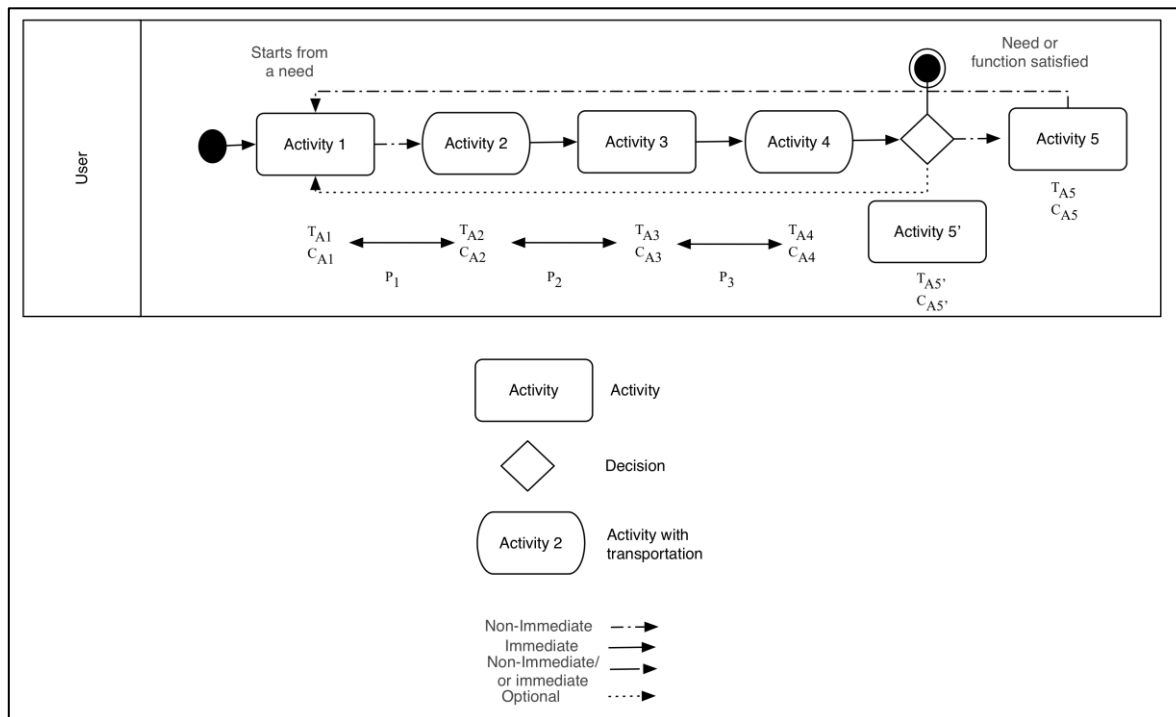 User
Starts from
a need
Need or
function satisfied
Activity 1
Activity 2
Activity 3
Activity 4
Activity 5
Activity 5’
TA5
CA5
TA1
CA1
TA2
CA2
TA3
CA3
TA4
CA4
P1
P2
P3
TA5’
CA5’
Activity
Activity
Decision
Activity 2
Activity with
transportation
Non-Immediate
Immediate
Non-Immediate/
or immediate
Optional